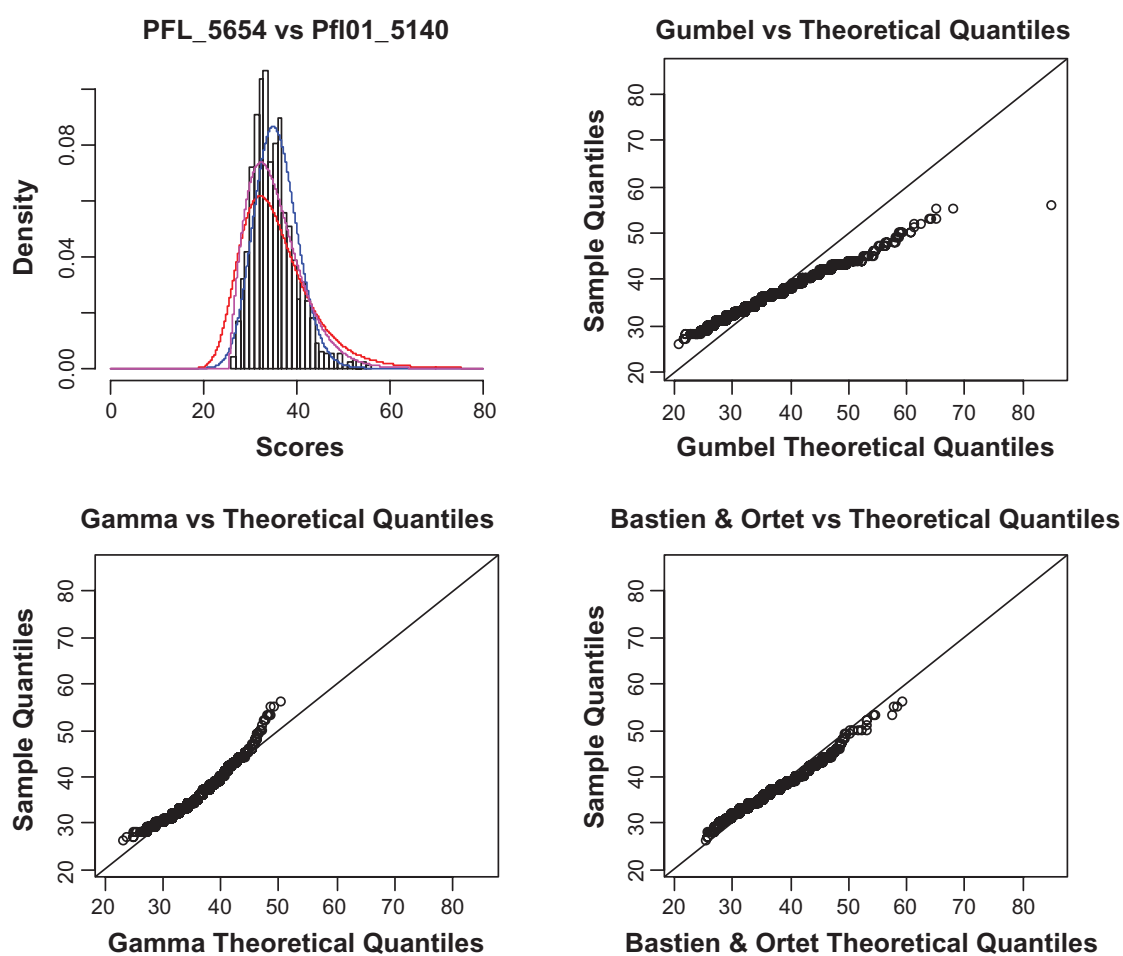 PFL_5654 vs Pfl01_5140
Density
0.00 0.04 0.08
0 20 40 60 80
Scores
Gumbel vs Theoretical Quantiles
Sample Quantiles
20 30 40 50 60 70 80
20 30 40 50 60 70 80
Gumbel Theoretical Quantiles
Gamma vs Theoretical Quantiles
Sample Quantiles
20 30 40 50 60 70 80
20 30 40 50 60 70 80
Gamma Theoretical Quantiles
Bastien & Ortet vs Theoretical Quantiles
Sample Quantiles
20 30 40 50 60 70 80
20 30 40 50 60 70 80
Bastien & Ortet Theoretical Quantiles